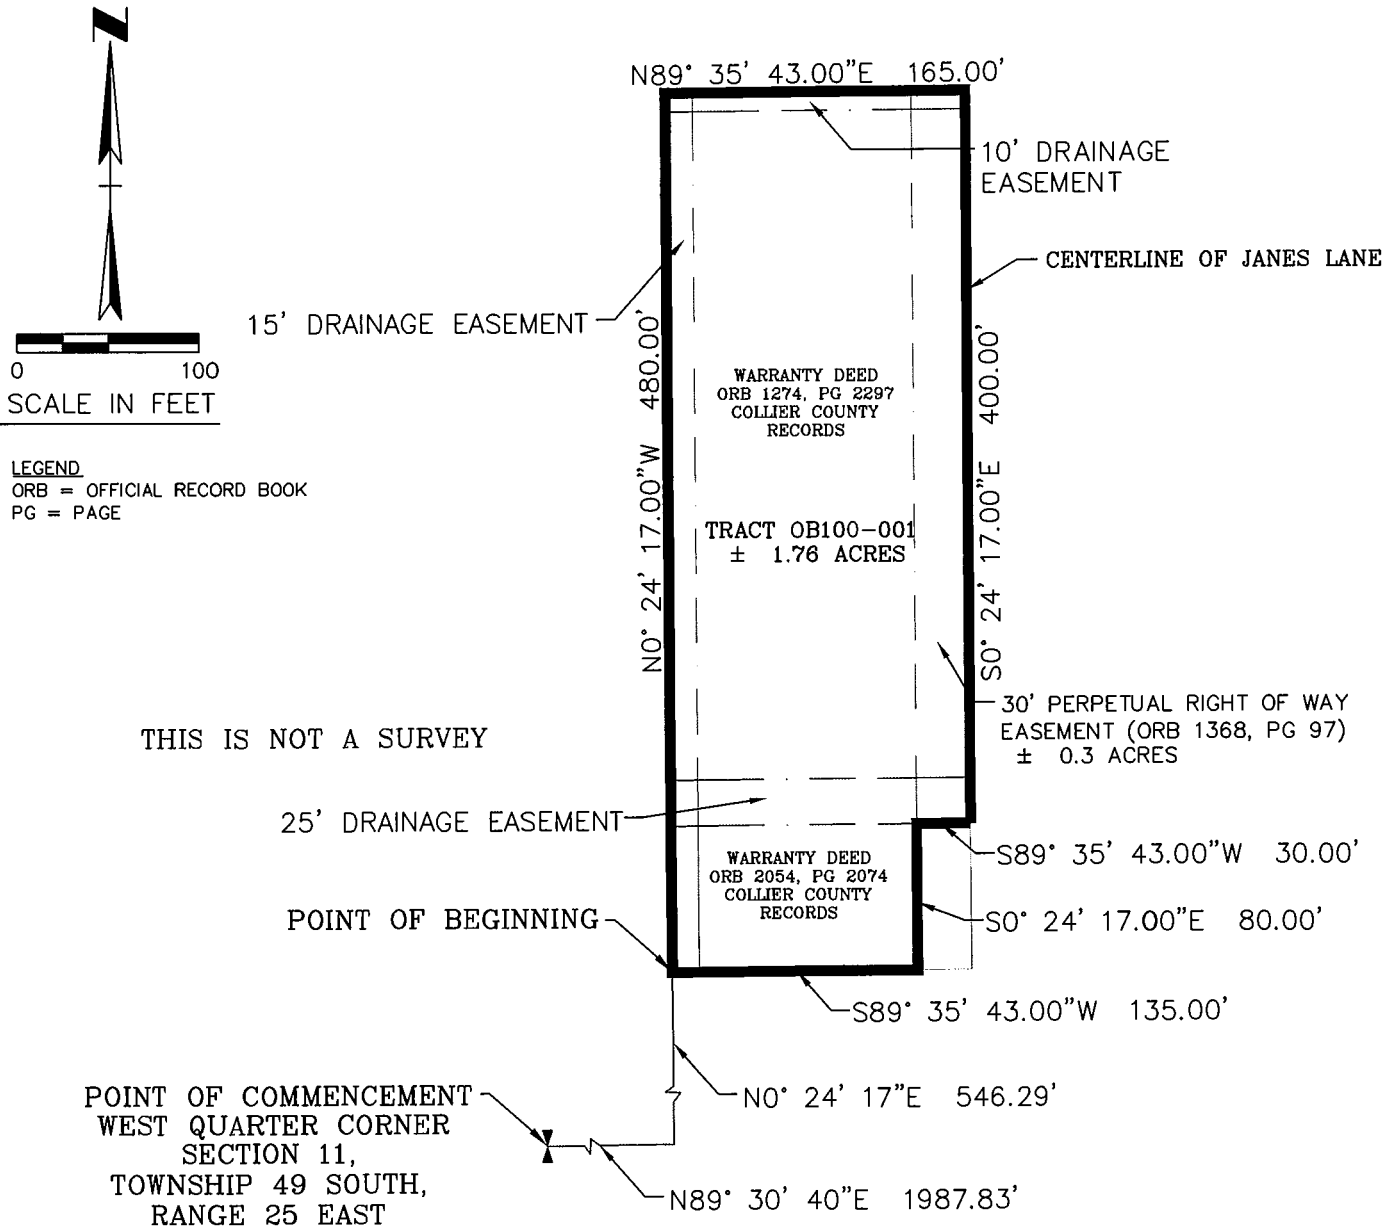 N
N89° 35' 43.00"E 165.00'
10' DRAINAGE
EASEMENT
CENTERLINE OF JANES LANE
15' DRAINAGE EASEMENT
0 100
SCALE IN FEET
LEGEND
ORB = OFFICIAL RECORD BOOK
PG = PAGE
N0° 24' 17.00"W 480.00'
WARRANTY DEED
ORB 1274, PG 2297
COLLIER COUNTY
RECORDS
S0° 24' 17.00"E 400.00'
TRACT OB100-001
± 1.76 ACRES
30' PERPETUAL RIGHT OF WAY
EASEMENT (ORB 1368, PG 97)
± 0.3 ACRES
THIS IS NOT A SURVEY
25' DRAINAGE EASEMENT
S89° 35' 43.00"W 30.00'
WARRANTY DEED
ORB 2054, PG 2074
COLLIER COUNTY
RECORDS
POINT OF BEGINNING
S0° 24' 17.00"E 80.00'
S89° 35' 43.00"W 135.00'
N0° 24' 17"E 546.29'
POINT OF COMMENCEMENT
WEST QUARTER CORNER
SECTION 11,
TOWNSHIP 49 SOUTH,
RANGE 25 EAST
N89° 30' 40"E 1987.83'